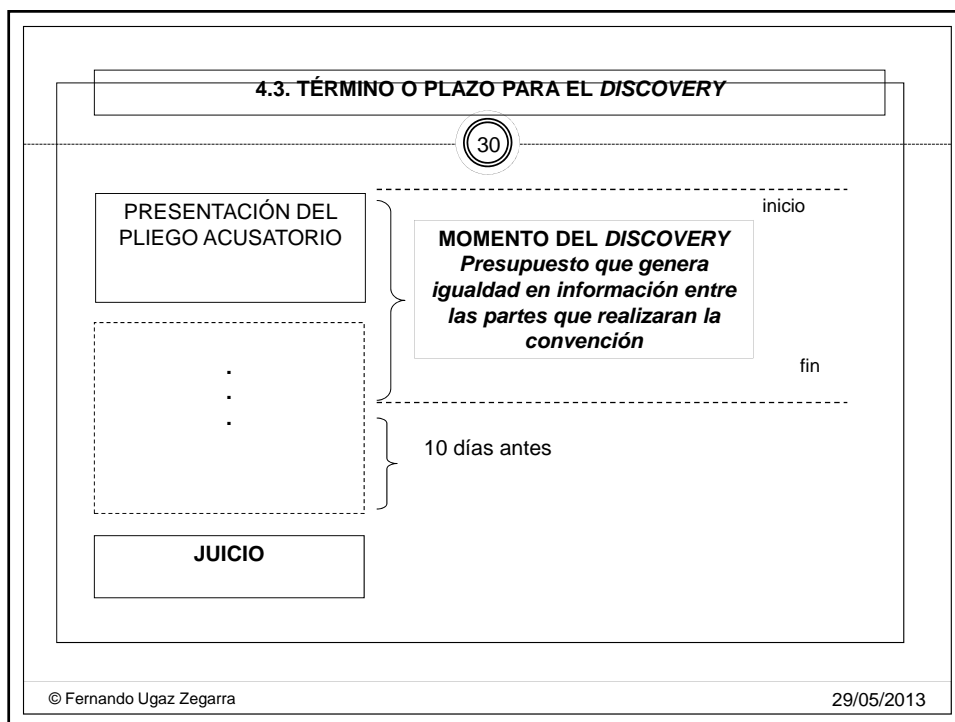 4.3. TÉRMINO O PLAZO PARA EL DISCOVERY
30
PRESENTACIÓN DEL
PLIEGO ACUSATORIO
inicio
MOMENTO DEL DISCOVERY
Presupuesto que genera
igualdad en información entre
las partes que realizaran la
convención
fin
.
.
.
10 días antes
JUICIO
© Fernando Ugaz Zegarra
29/05/2013